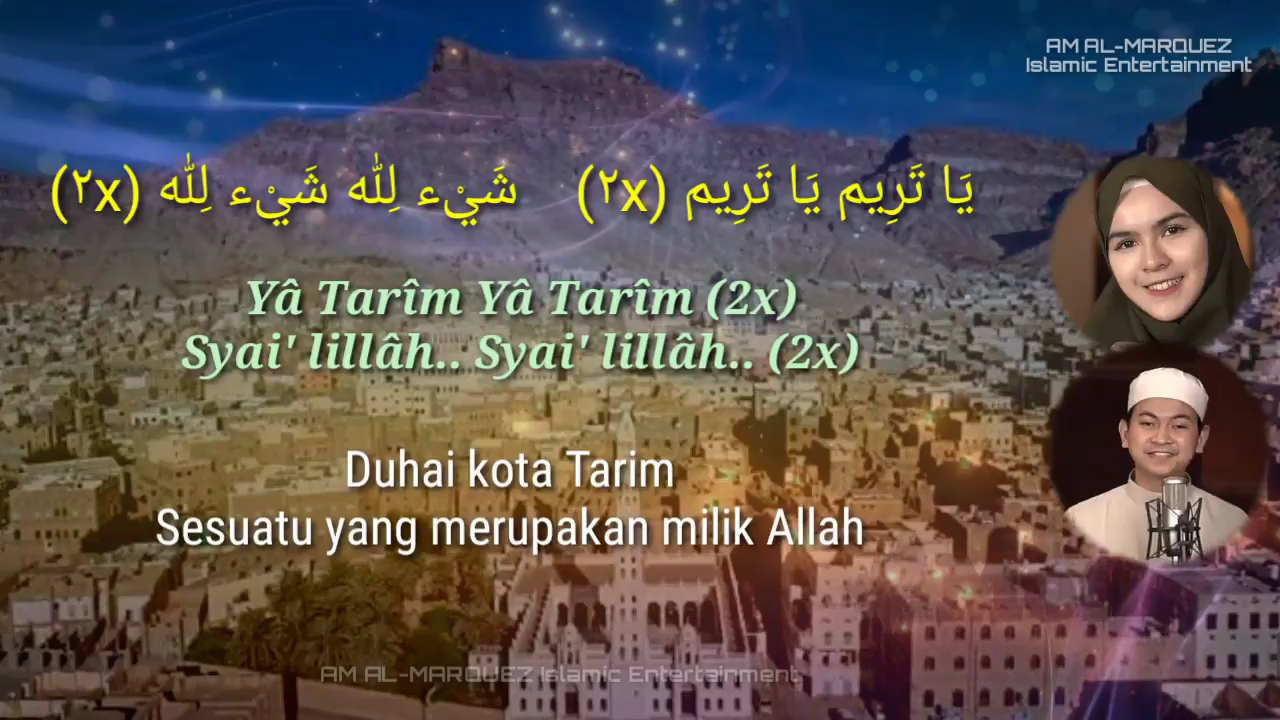 AM AL-MARQUEZ
Islamic Entertainment
يَا تَرِيم يَا تَرِيم (٢x) شَيْء لِلّٰه شَيْء لِلّٰه (٢x)
Yâ Tarîm Yâ Tarîm (2x)
Syai' lillâh.. Syai' lillâh.. (2x)
Duhai kota Tarim
Sesuatu yang merupakan milik Allah
AM AL-MARQUEZ Islamic Entertainment